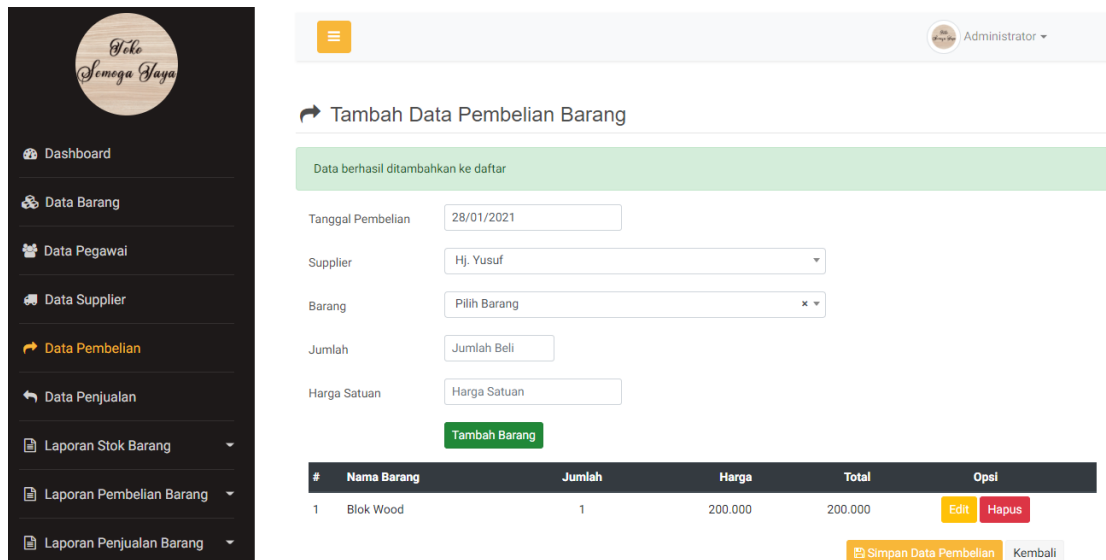 Toko
Semoga Jaya
Administrator
Tambah Data Pembelian Barang
Dashboard
Data berhasil ditambahkan ke daftar
Data Barang
Tanggal Pembelian 28/01/2021
Data Pegawai
Supplier Hj. Yusuf
Data Supplier
Barang Pilih Barang × 
Data Pembelian
Jumlah Jumlah Beli
Data Penjualan
Harga Satuan Harga Satuan
Tambah Barang
Laporan Stok Barang
# Nama Barang Jumlah Harga Total Opsi
Laporan Pembelian Barang
1 Blok Wood 1 200.000 200.000 Edit Hapus
Laporan Penjualan Barang
Simpan Data Pembelian Kembali